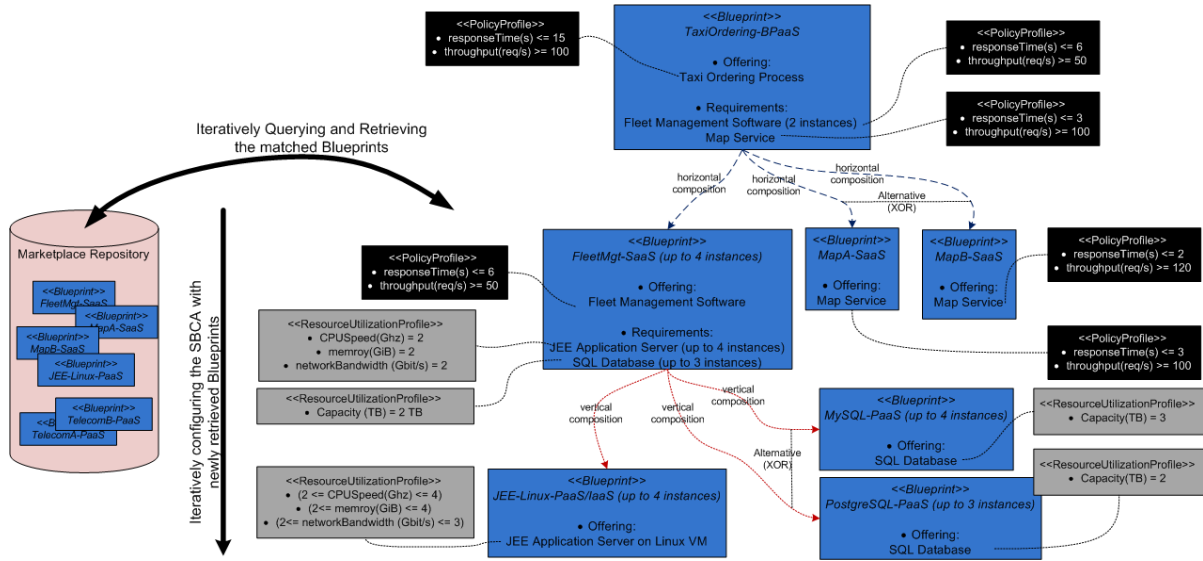 <<PolicyProfile>>
• responseTime(s) <= 15
• throughput(req/s) >= 100
<<Blueprint>>
TaxiOrdering-BPaaS
• Offering:
Taxi Ordering Process
• Requirements:
Fleet Management Software (2 instances)
Map Service
<<PolicyProfile>>
• responseTime(s) <= 6
• throughput(req/s) >= 50
<<PolicyProfile>>
• responseTime(s) <= 3
• throughput(req/s) >= 100
Iteratively Querying and Retrieving
the matched Blueprints
horizontal
composition
horizontal
composition
horizontal
composition
Alternative
(XOR)
Marketplace Repository
<<Blueprint>>
FleetMgt-SaaS
<<Blueprint>>
MapA-SaaS
<<Blueprint>>
MapB-SaaS
<<Blueprint>>
JEE-Linux-PaaS
<<Blueprint>>
TelecomB-PaaS
TelecomA-PaaS
Iteratively configuring the SBCA with
newly retrieved Blueprints
<<PolicyProfile>>
• responseTime(s) <= 6
• throughput(req/s) >= 50
<<Blueprint>>
FleetMgt-SaaS (up to 4 instances)
• Offering:
Fleet Management Software
• Requirements:
JEE Application Server (up to 4 instances)
SQL Database (up to 3 instances)
<<Blueprint>>
MapA-SaaS
• Offering:
Map Service
<<Blueprint>>
MapB-SaaS
• Offering:
Map Service
<<PolicyProfile>>
• responseTime(s) <= 2
• throughput(req/s) >= 120
<<PolicyProfile>>
• responseTime(s) <= 3
• throughput(req/s) >= 100
<<ResourceUtilizationProfile>>
• CPUSpeed(Ghz) = 2
• memroy(GiB) = 2
• networkBandwidth (Gbit/s) = 2
<<ResourceUtilizationProfile>>
• Capacity (TB) = 2 TB
vertical
composition
vertical
composition
vertical
composition
Alternative
(XOR)
<<Blueprint>>
MySQL-PaaS (up to 4 instances)
• Offering:
SQL Database
<<ResourceUtilizationProfile>>
• Capacity(TB) = 3
<<ResourceUtilizationProfile>>
• Capacity(TB) = 2
<<ResourceUtilizationProfile>>
• (2 <= CPUSpeed(Ghz) <= 4)
• (2<= memroy(GiB) <= 4)
• (2<= networkBandwidth (Gbit/s) <= 3)
<<Blueprint>>
JEE-Linux-PaaS/IaaS (up to 4 instances)
• Offering:
JEE Application Server on Linux VM
<<Blueprint>>
PostgreSQL-PaaS (up to 3 instances)
• Offering:
SQL Database